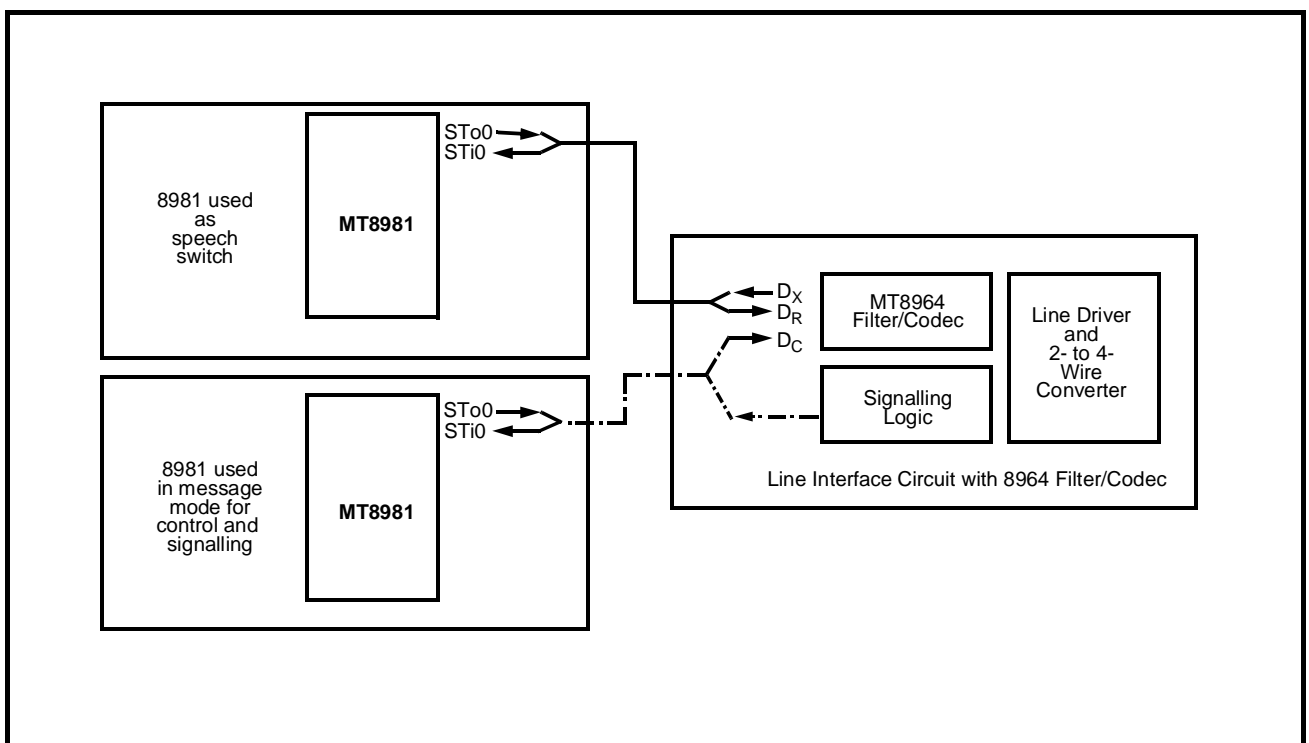 8981 used
as
speech
switch
MT8981
STo0
STi0
8981 used
in message
mode for
control and
signalling
MT8981
STo0
STi0
DX
DR
DC
MT8964
Filter/Codec
Signalling
Logic
Line Driver
and
2- to 4-
Wire
Converter
Line Interface Circuit with 8964 Filter/Codec